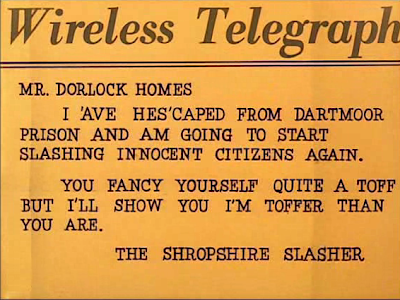 Wireless Telegraph
MR. DORLOCK HOMES
I 'AVE HES'CAPED FROM DARTMOOR
PRISON AND AM GOING TO START
SLASHING INNOCENT CITIZENS AGAIN.
YOU FANCY YOURSELF QUITE A TOFF
BUT I'LL SHOW YOU I'M TOFFER THAN
YOU ARE.
THE SHROPSHIRE SLASHER